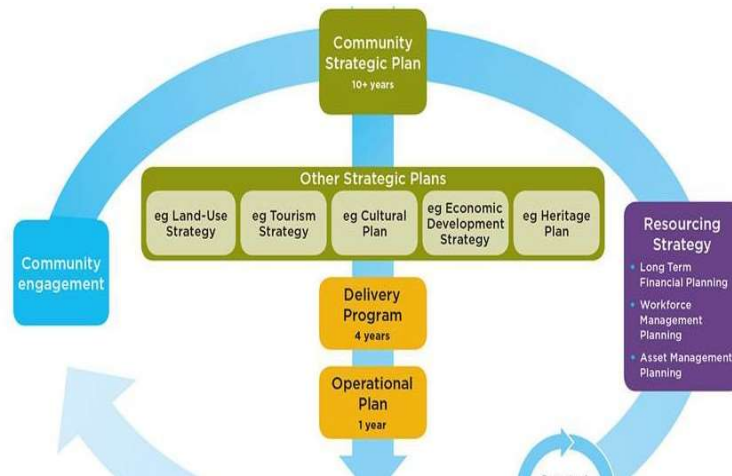 Community
Strategic Plan
10+ years
Other Strategic Plans
eg Land-Use
Strategy
eg Tourism
Strategy
eg Cultural
Plan
eg Economic
Development
Strategy
eg Heritage
Plan
Community
engagement
Resourcing
Strategy
• Long Term
Financial Planning
• Workforce
Management
Planning
• Asset Management
Planning
Delivery
Program
4 years
Operational
Plan
1 year